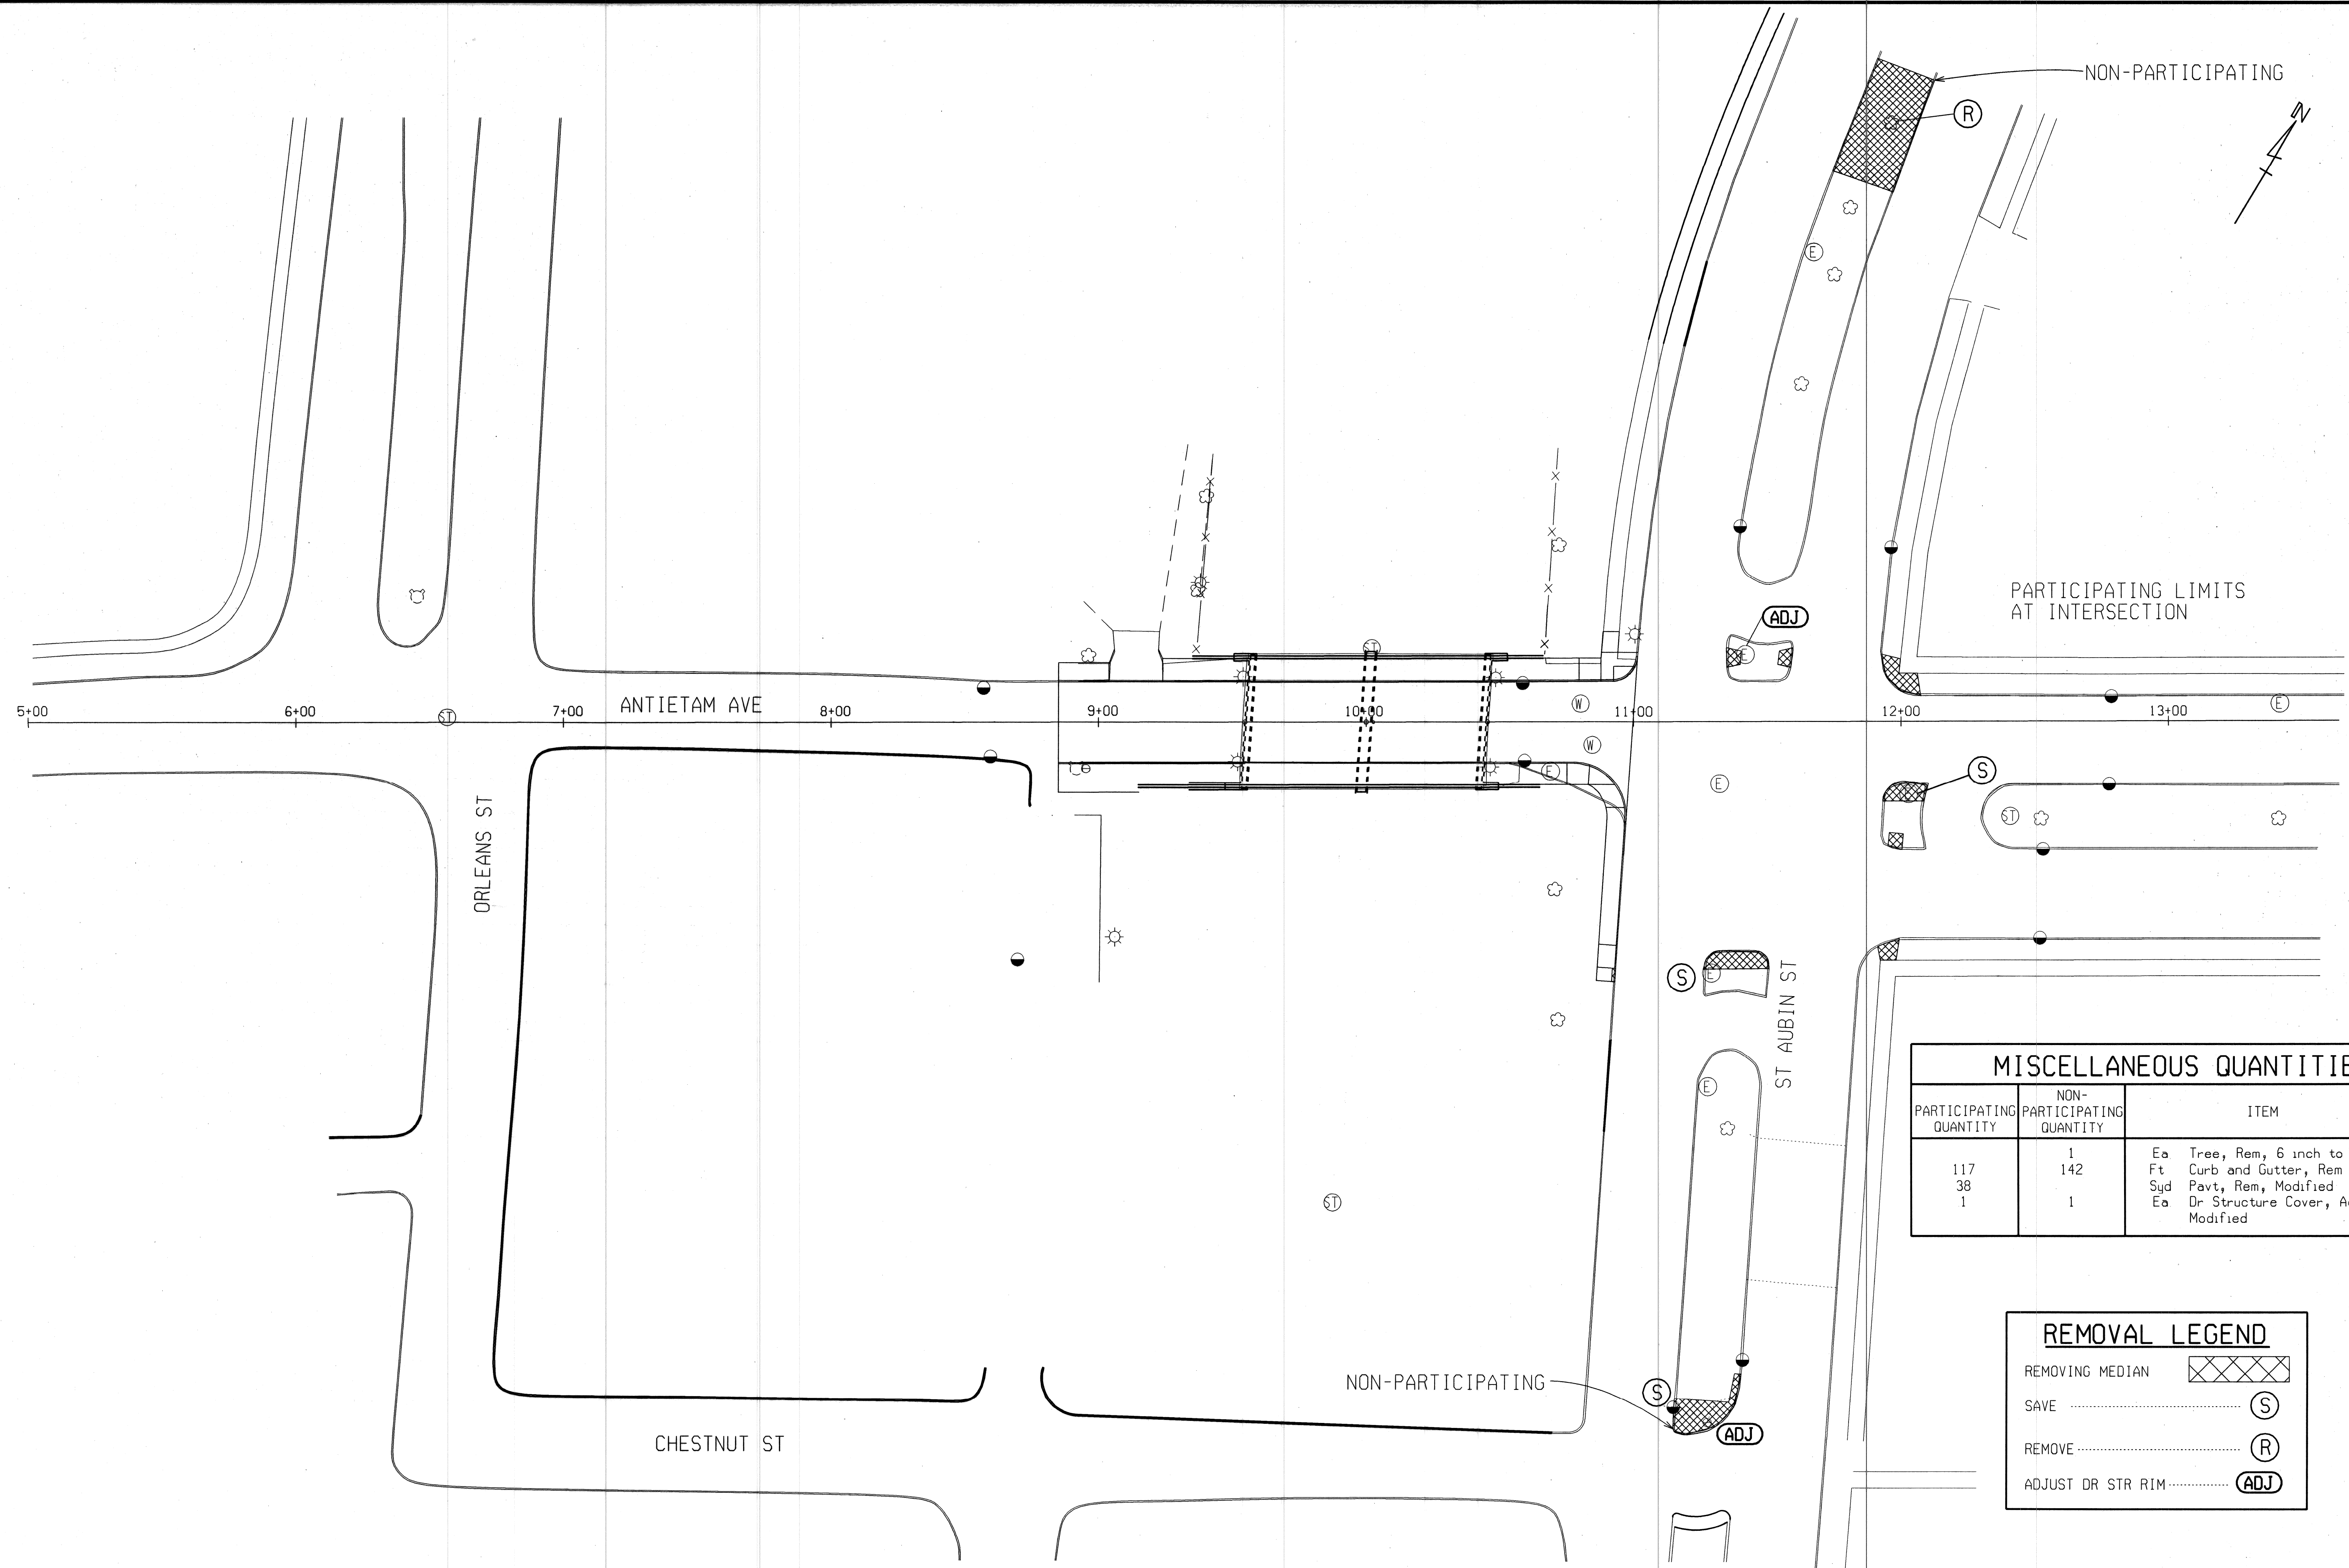 NON-PARTICIPATING
R
N
E
ADJ
E
PARTICIPATING LIMITS
AT INTERSECTION
ST
ANTIETAM AVE
5+00 6+00 7+00 8+00 9+00 10+00 11+00 12+00 13+00
ST
W
E
W
E
E
S
ST
ORLEANS ST
S
E
ST AUBIN ST
E
ST
MISCELLANEOUS QUANTITIE
PARTICIPATING QUANTITY
NON-PARTICIPATING QUANTITY
ITEM
1 Ea Tree, Rem, 6 inch to
117 142 Ft Curb and Gutter, Rem
38 Syd Pavt, Rem, Modified
1 1 Ea Dr Structure Cover, A
Modified
NON-PARTICIPATING
S
ADJ
CHESTNUT ST
REMOVAL LEGEND
REMOVING MEDIAN
SAVE S
REMOVE R
ADJUST DR STR RIM ADJ